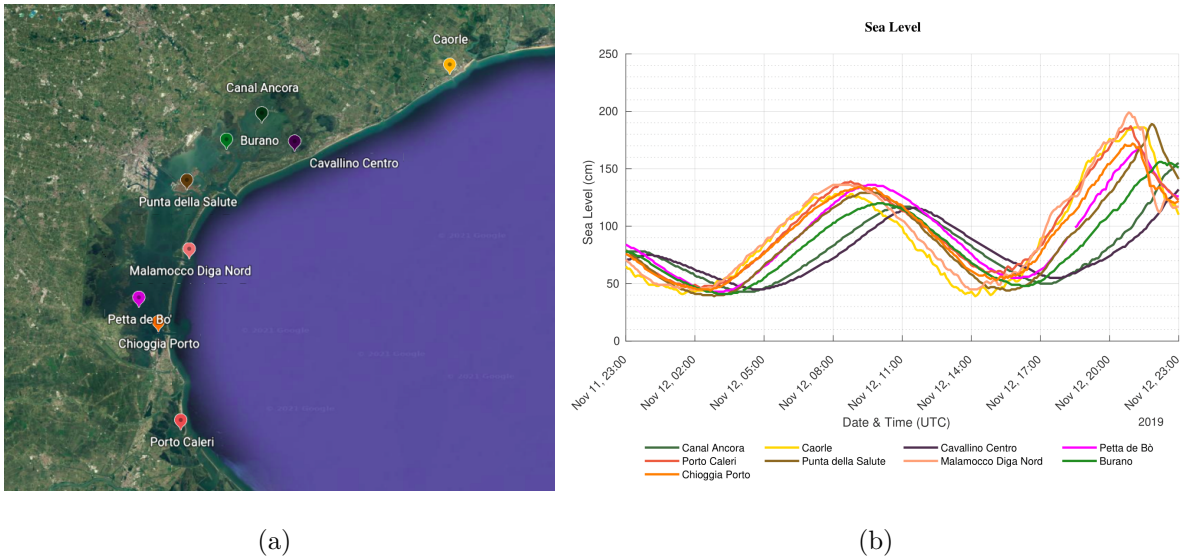 Caorle
Canal Ancora
Burano
Cavallino Centro
Punta della Salute
Malamocco Diga Nord
Petta de Bo'
Chioggia Porto
Porto Caleri
(a)
Sea Level
Sea Level (cm)
250
200
150
100
50
0
Nov 11, 23:00
Nov 12, 02:00
Nov 12, 05:00
Nov 12, 08:00
Nov 12, 11:00
Nov 12, 14:00
Nov 12, 17:00
Nov 12, 20:00
Nov 12, 23:00
Date & Time (UTC)
2019
Canal Ancora Caorle Cavallino Centro Petta de Bò
Porto Caleri Punta della Salute Malamocco Diga Nord Burano
Chioggia Porto
(b)